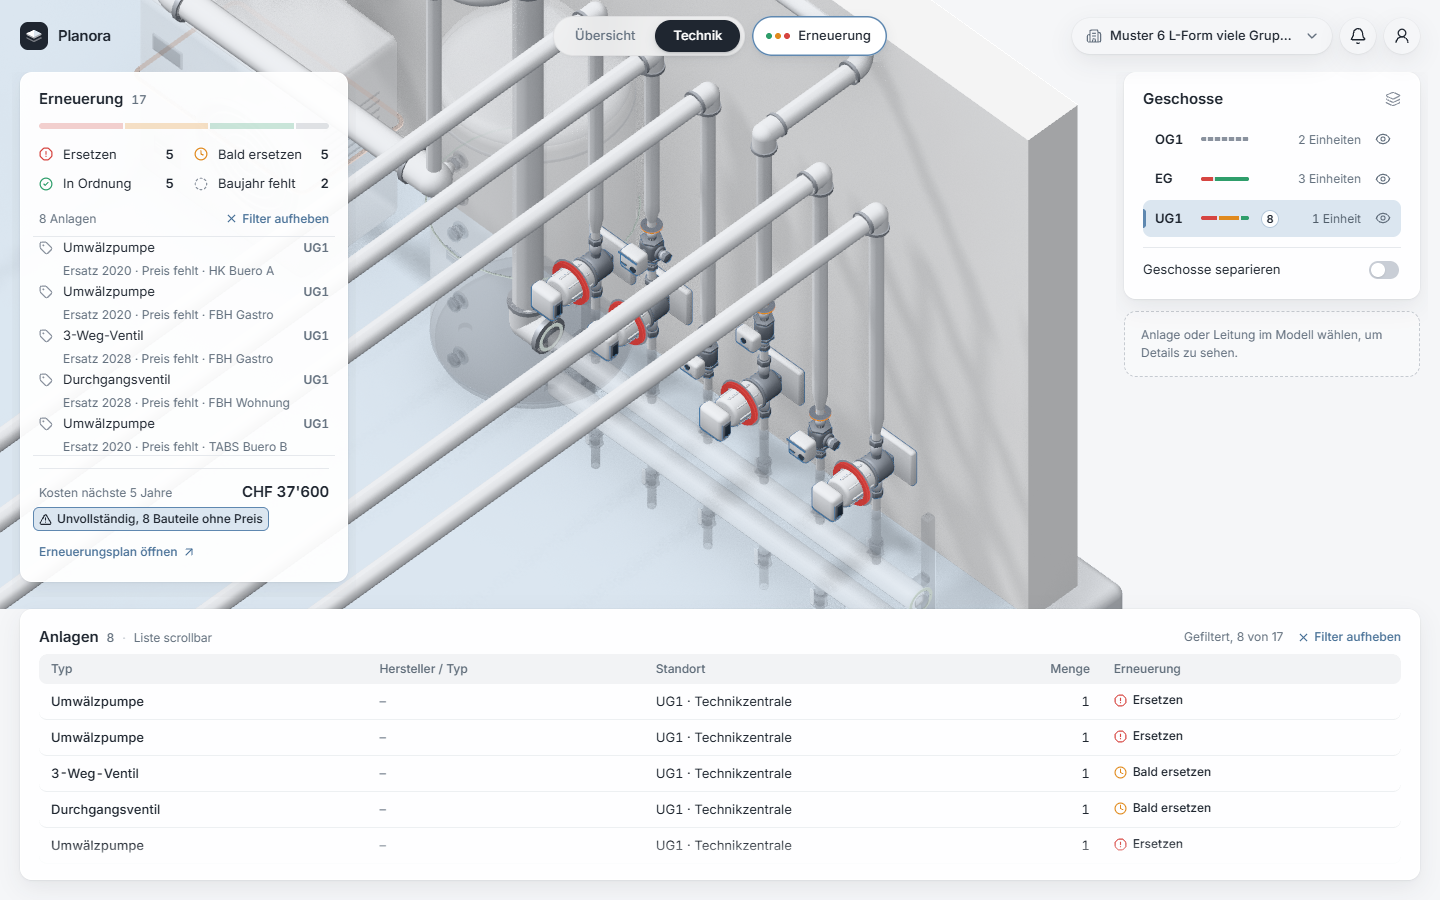 Planora
Übersicht
Technik
Erneuerung
Muster 6 L-Form viele Grup...
Erneuerung 17
Ersetzen 5
Bald ersetzen 5
In Ordnung 5
Baujahr fehlt 2
8 Anlagen
Filter aufheben
Umwälzpumpe UG1
Ersatz 2020 · Preis fehlt · HK Buero A
Umwälzpumpe UG1
Ersatz 2020 · Preis fehlt · FBH Gastro
3-Weg-Ventil UG1
Ersatz 2028 · Preis fehlt · FBH Gastro
Durchgangsventil UG1
Ersatz 2028 · Preis fehlt · FBH Wohnung
Umwälzpumpe UG1
Ersatz 2020 · Preis fehlt · TABS Buero B
Kosten nächste 5 Jahre CHF 37'600
Unvollständig, 8 Bauteile ohne Preis
Erneuerungsplan öffnen
Geschosse
OG1 2 Einheiten
EG 3 Einheiten
UG1 8 1 Einheit
Geschosse separieren
Anlage oder Leitung im Modell wählen, um
Details zu sehen.
Anlagen 8 · Liste scrollbar
Gefiltert, 8 von 17
Filter aufheben
Typ Hersteller / Typ Standort Menge Erneuerung
Umwälzpumpe – UG1 · Technikzentrale 1 Ersetzen
Umwälzpumpe – UG1 · Technikzentrale 1 Ersetzen
3-Weg-Ventil – UG1 · Technikzentrale 1 Bald ersetzen
Durchgangsventil – UG1 · Technikzentrale 1 Bald ersetzen
Umwälzpumpe – UG1 · Technikzentrale 1 Ersetzen